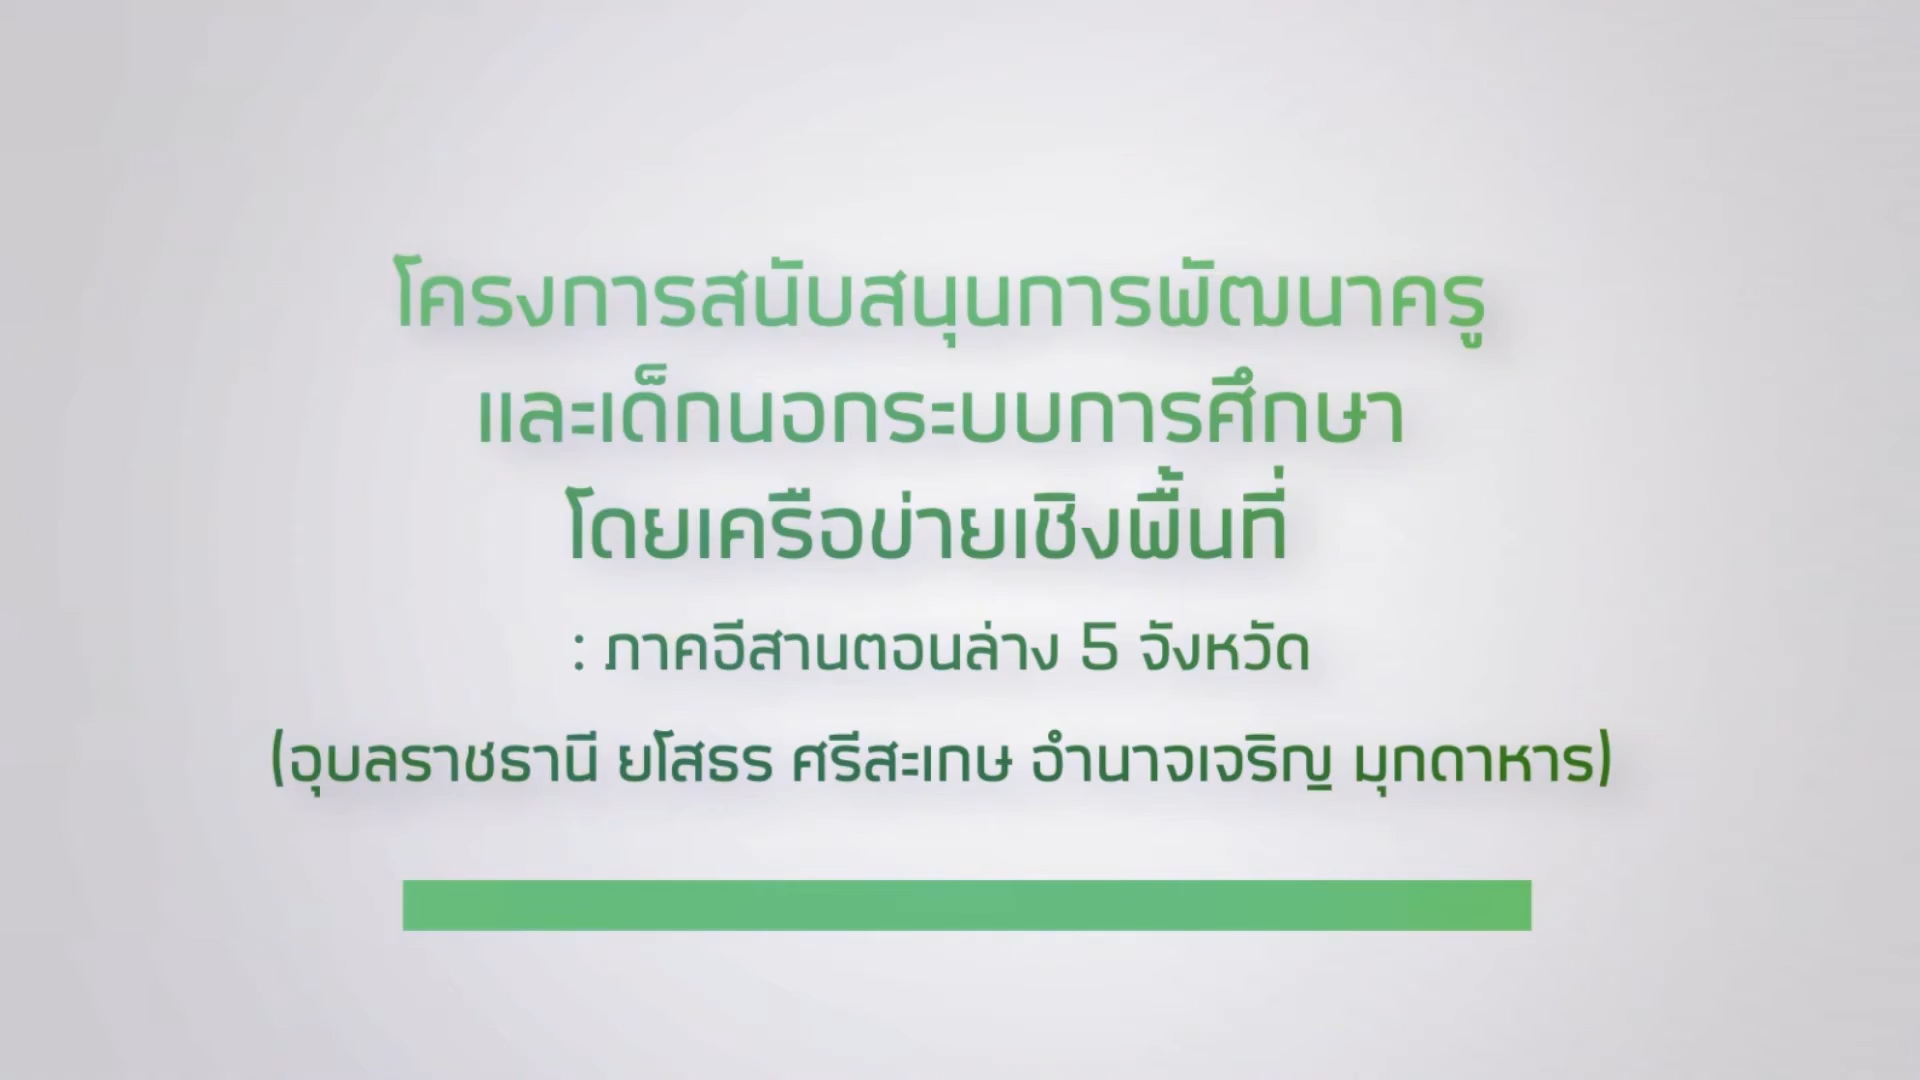 โครงการสนับสนุนการพัฒนาครู
และเด็กนอกระบบการศึกษา
โดยเครือข่ายเชิงพื้นที่
: ภาคอีสานตอนล่าง 5 จังหวัด
(อุบลราชธานี ยโสธร ศรีสะเกษ อำนาจเจริญ มุกดาหาร)